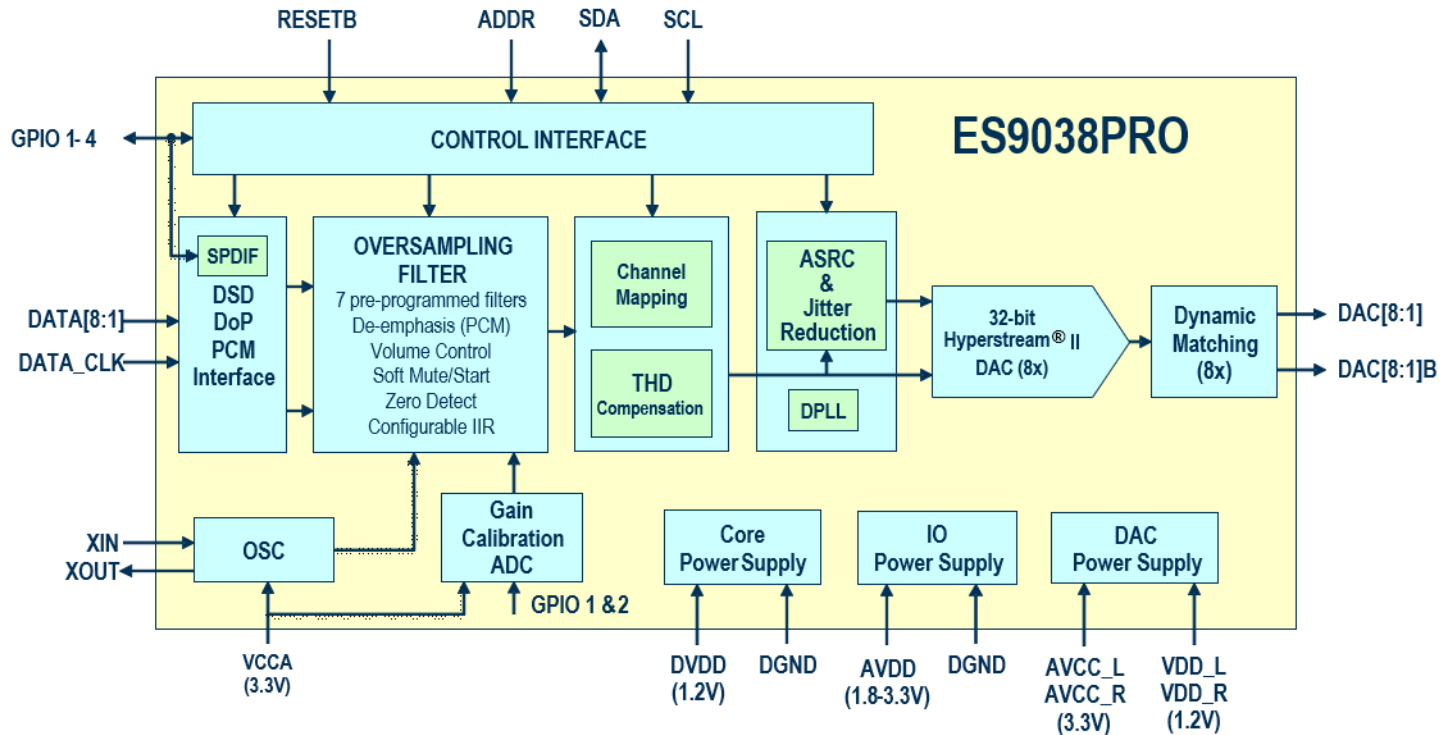 RESETB
ADDR
SDA
SCL
ES9038PRO
GPIO 1- 4
CONTROL INTERFACE
SPDIF
DSD
DoP
PCM
Interface
DATA[8:1]
DATA_CLK
OVERSAMPLING
FILTER
7 pre-programmed filters
De-emphasis (PCM)
Volume Control
Soft Mute/Start
Zero Detect
Configurable IIR
Channel
Mapping
THD
Compensation
ASRC
&
Jitter
Reduction
DPLL
32-bit
Hyperstream® II
DAC (8x)
Dynamic
Matching
(8x)
DAC[8:1]
DAC[8:1]B
XIN
XOUT
OSC
Gain
Calibration
ADC
GPIO 1 &2
Core
Power Supply
IO
Power Supply
DAC
Power Supply
VCCA
(3.3V)
DVDD
(1.2V)
DGND
AVDD
(1.8-3.3V)
DGND
AVCC_L
AVCC_R
(3.3V)
VDD_L
VDD_R
(1.2V)